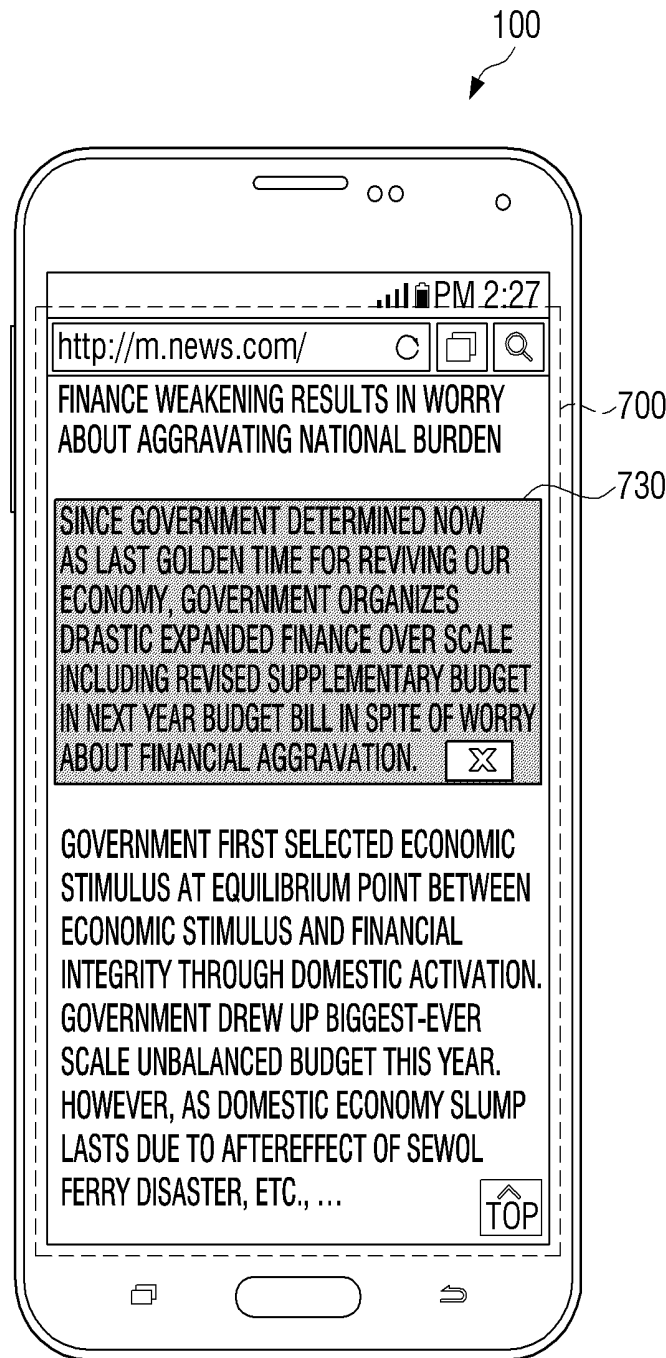 100
PM 2:27
http://m.news.com/
FINANCE WEAKENING RESULTS IN WORRY
ABOUT AGGRAVATING NATIONAL BURDEN
700
730
SINCE GOVERNMENT DETERMINED NOW
AS LAST GOLDEN TIME FOR REVIVING OUR
ECONOMY, GOVERNMENT ORGANIZES
DRASTIC EXPANDED FINANCE OVER SCALE
INCLUDING REVISED SUPPLEMENTARY BUDGET
IN NEXT YEAR BUDGET BILL IN SPITE OF WORRY
ABOUT FINANCIAL AGGRAVATION.
X
GOVERNMENT FIRST SELECTED ECONOMIC
STIMULUS AT EQUILIBRIUM POINT BETWEEN
ECONOMIC STIMULUS AND FINANCIAL
INTEGRITY THROUGH DOMESTIC ACTIVATION.
GOVERNMENT DREW UP BIGGEST-EVER
SCALE UNBALANCED BUDGET THIS YEAR.
HOWEVER, AS DOMESTIC ECONOMY SLUMP
LASTS DUE TO AFTEREFFECT OF SEWOL
FERRY DISASTER, ETC., ...
TOP